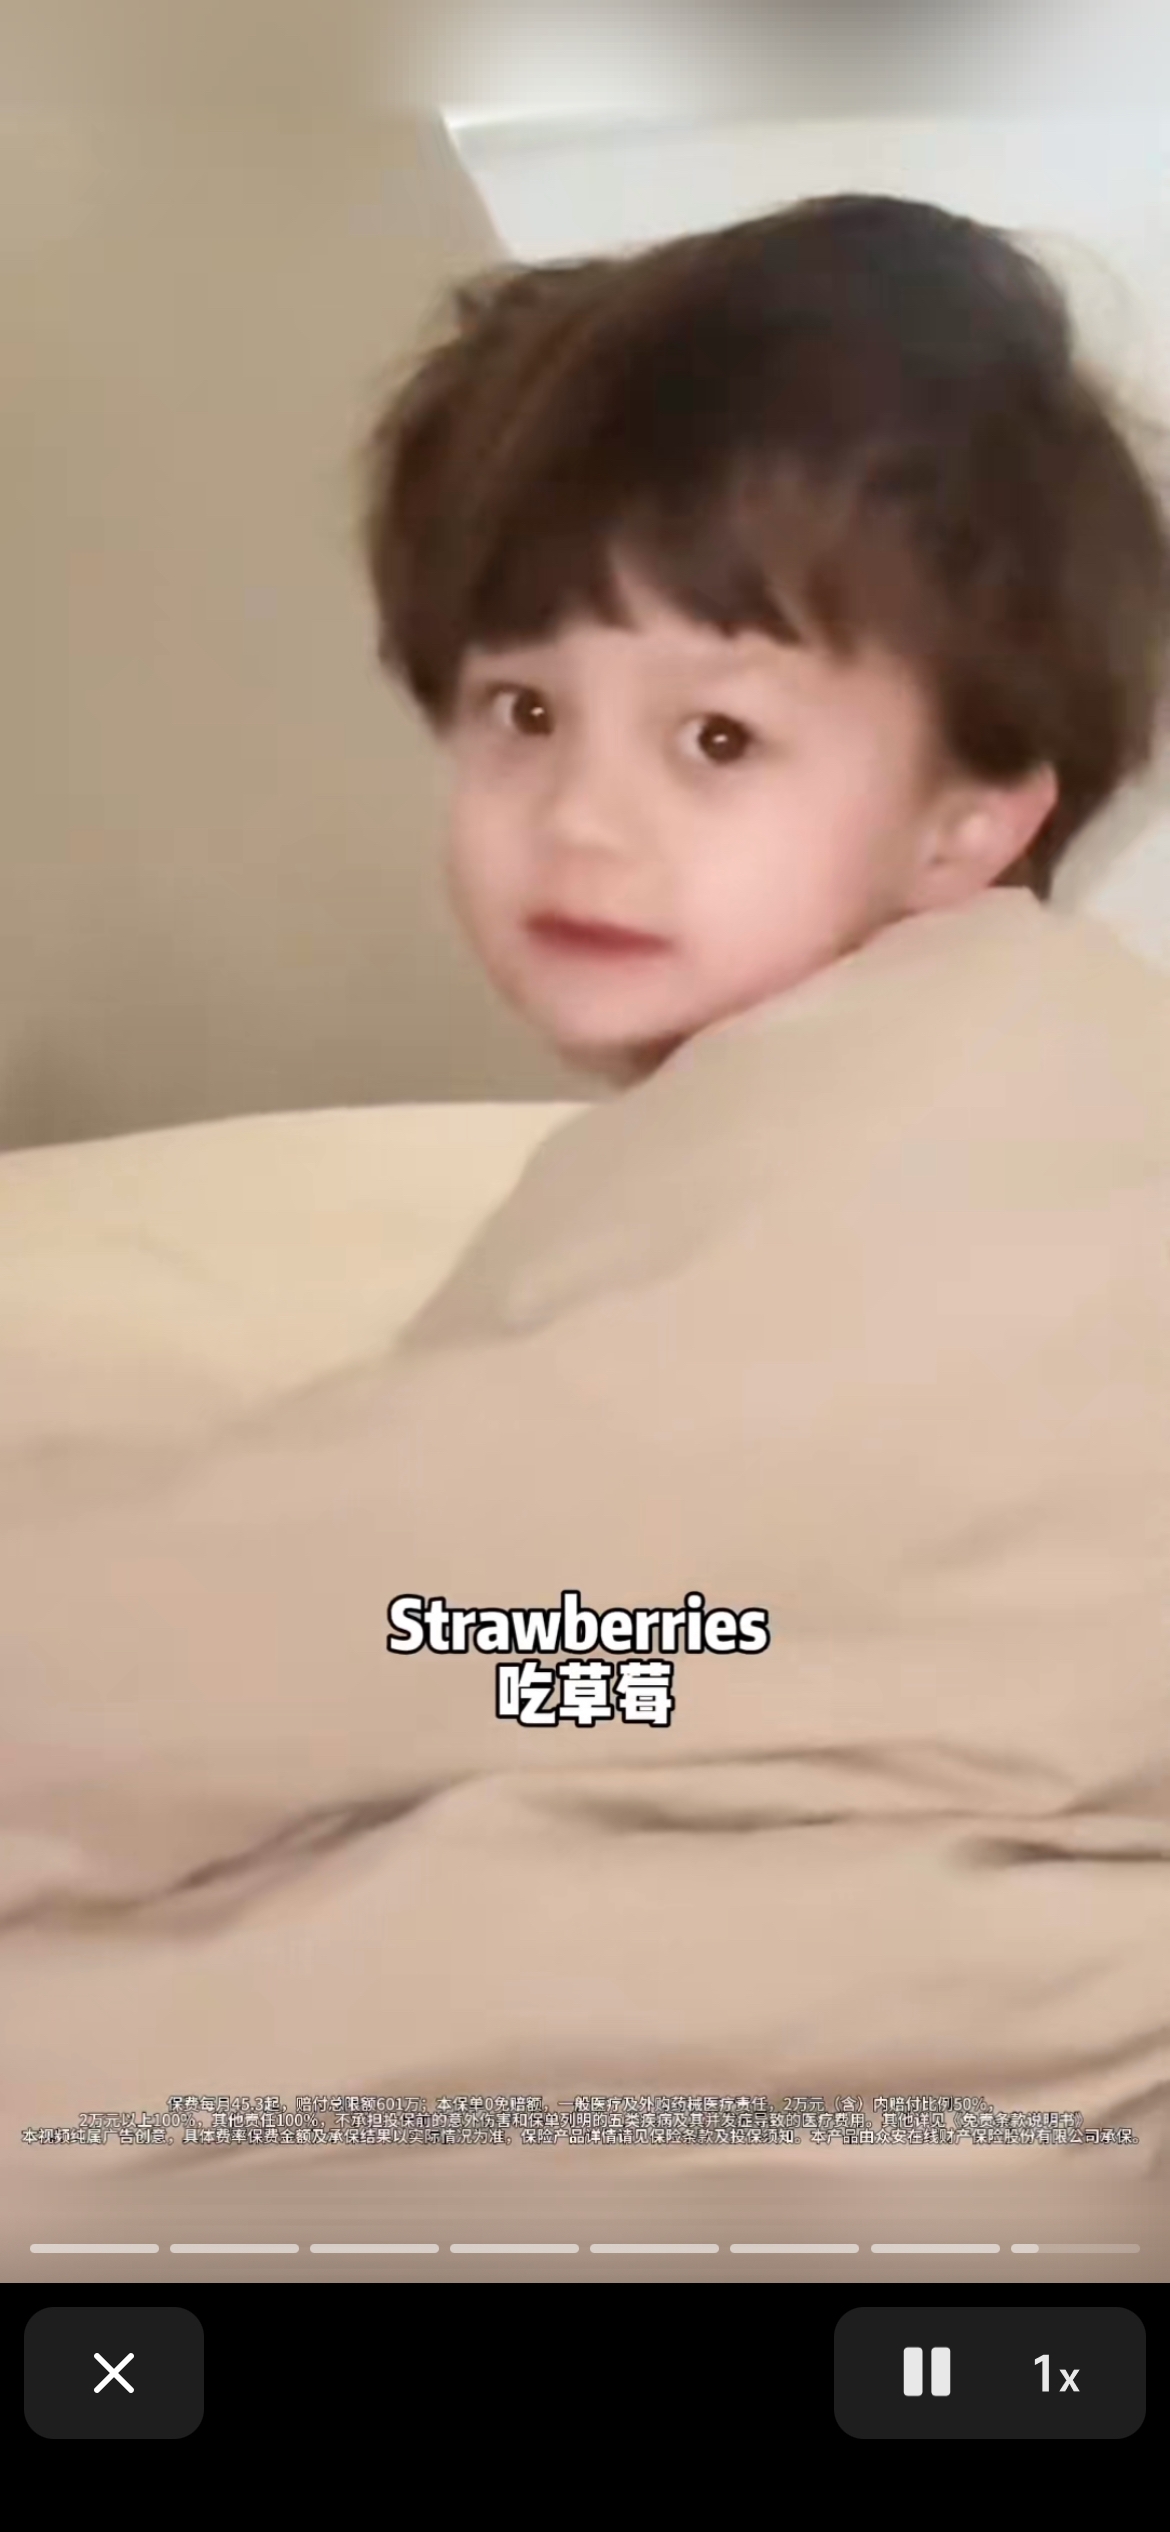 Strawberries
吃草莓
保费每月45.3起，赔付总限额601万；本保单0免赔额，一般医疗及外购药械医疗责任，2万元（含）内赔付比例50%，
2万元以上100%，其他责任100%，不承担投保前的意外伤害和保单列明的五类疾病及其并发症导致的医疗费用。其他详见《免责条款说明书》
本视频纯属广告创意，具体费率保费金额及承保结果以实际情况为准，保险产品详情请见保险条款及投保须知。本产品由众安在线财产保险股份有限公司承保。
1x